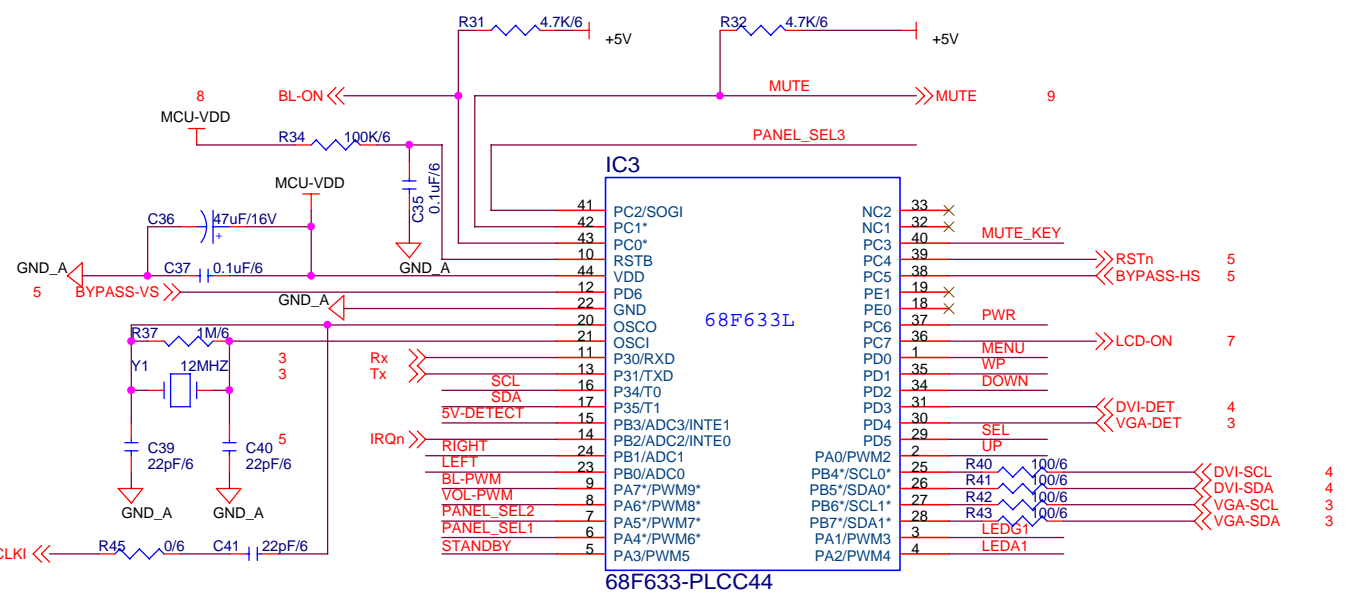 R31 4.7K/6 +5V
R32 4.7K/6 +5V
8 BL-ON MUTE MUTE 9
MCU-VDD
R34 100K/6
PANEL_SEL3
C35 0.1uF/6
GND_A
MCU-VDD
C36 47uF/16V
+
GND_A C37 0.1uF/6
5 BYPASS-VS
GND_A
IC3
68F633L
41 PC2/SOGI
42 PC1*
43 PC0*
10 RSTB
44 VDD
12 PD6
22 GND
20 OSCO
21 OSCI
3 Rx 11 P30/RXD
3 Tx 13 P31/TXD
SCL 16 P34/T0
SDA 17 P35/T1
5V-DETECT 15 PB3/ADC3/INTE1
5 IRQn 14 PB2/ADC2/INTE0
RIGHT 24 PB1/ADC1
LEFT 23 PB0/ADC0
BL-PWM 9 PA7*/PWM9*
VOL-PWM 8 PA6*/PWM8*
PANEL_SEL2 7 PA5*/PWM7*
PANEL_SEL1 6 PA4*/PWM6*
STANDBY 5 PA3/PWM5
NC2 33
NC1 32
PC3 40 MUTE_KEY
PC4 39 RSTn 5
PC5 38 BYPASS-HS 5
PE1 19
PE0 18
PC6 37 PWR
PC7 36 LCD-ON 7
PD0 1 MENU
PD1 35 WP
PD2 34 DOWN
PD3 31 DVI-DET 4
PD4 30 VGA-DET 3
PD5 29 SEL
PA0/PWM2 2 UP
PB4*/SCL0* 25 R40 100/6 DVI-SCL 4
PB5*/SDA0* 26 R41 100/6 DVI-SDA 4
PB6*/SCL1* 27 R42 100/6 VGA-SCL 3
PB7*/SDA1* 28 R43 100/6 VGA-SDA 3
PA1/PWM3 3 LEDG1
PA2/PWM4 4 LEDA1
68F633-PLCC44
R37 1M/6
Y1 12MHZ
C39 22pF/6
C40 22pF/6
GND_A GND_A
CLKI R45 0/6 C41 22pF/6